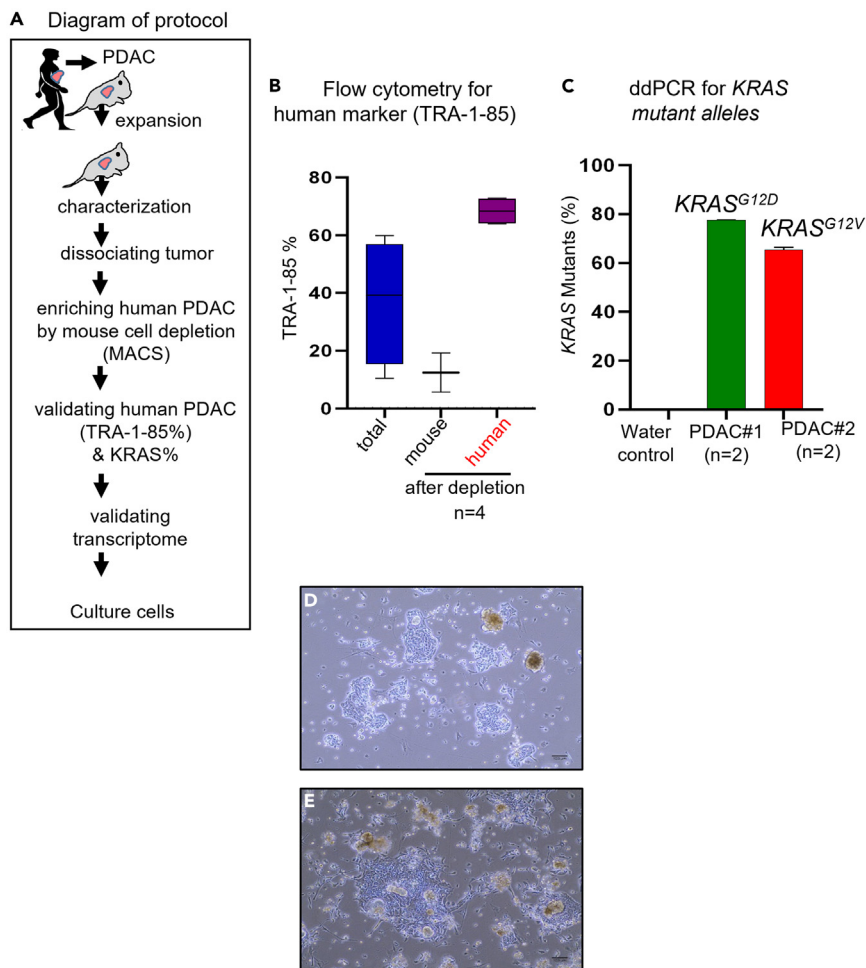 A Diagram of protocol
PDAC
expansion
characterization
dissociating tumor
enriching human PDAC
by mouse cell depletion
(MACS)
validating human PDAC
(TRA-1-85%)
& KRAS%
validating
transcriptome
Culture cells
B Flow cytometry for
human marker (TRA-1-85)
TRA-1-85 %
80
60
40
20
0
total
mouse
human
after depletion
n=4
C ddPCR for KRAS
mutant alleles
KRAS Mutants (%)
100
80
60
40
20
0
KRASG12D
KRASG12V
Water
control
PDAC#1
(n=2)
PDAC#2
(n=2)
D
E